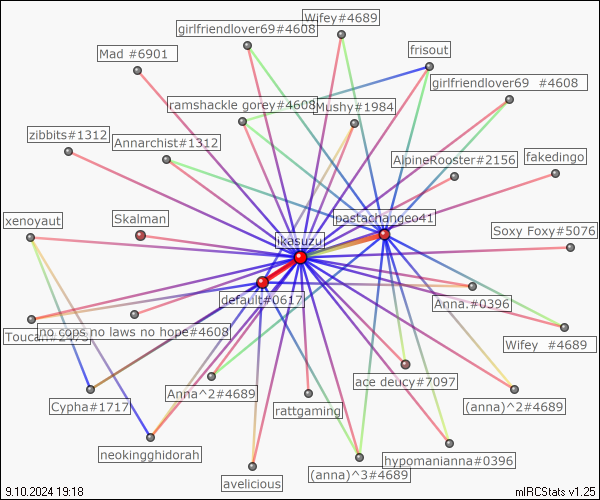 Wifey#4689
girlfriendlover69#4608
frisout
Mad #6901
girlfriendlover69 #4608
ramshackle gorey#4608
Mushy#1984
zibbits#1312
Annarchist#1312
AlpineRooster#2156
fakedingo
xenoyaut
Skalman
pastachangeo41
ikasuzu
Soxy Foxy#5076
default#0617
Anna.#0396
no cops no laws no hope#4608
Wifey #4689
ace deucy#7097
Anna^2#4689
Cypha#1717
rattgaming
(anna)^2#4689
neokingghidorah
hypomanianna#0396
(anna)^3#4689
avelicious
9.10.2024 19:18
mIRCStats v1.25